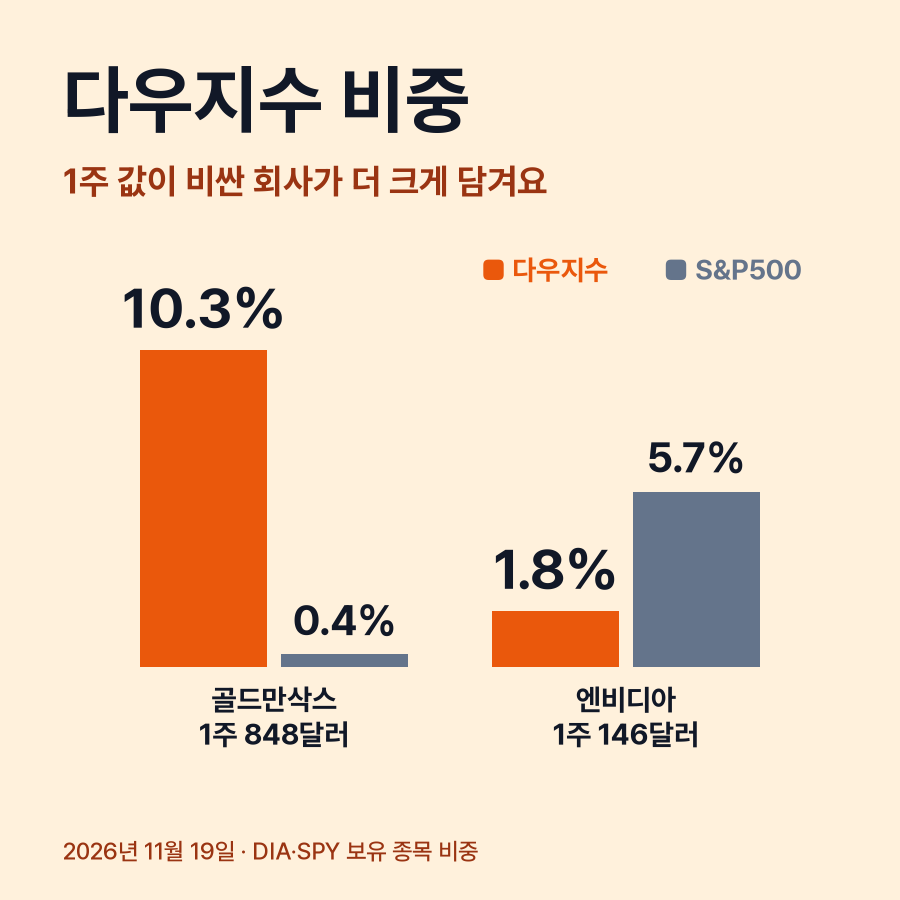 다우지수 비중
1주 값이 비싼 회사가 더 크게 담겨요
다우지수 S&P500
10.3%
0.4%
1.8%
5.7%
골드만삭스
1주 848달러
엔비디아
1주 146달러
2026년 11월 19일 · DIA·SPY 보유 종목 비중